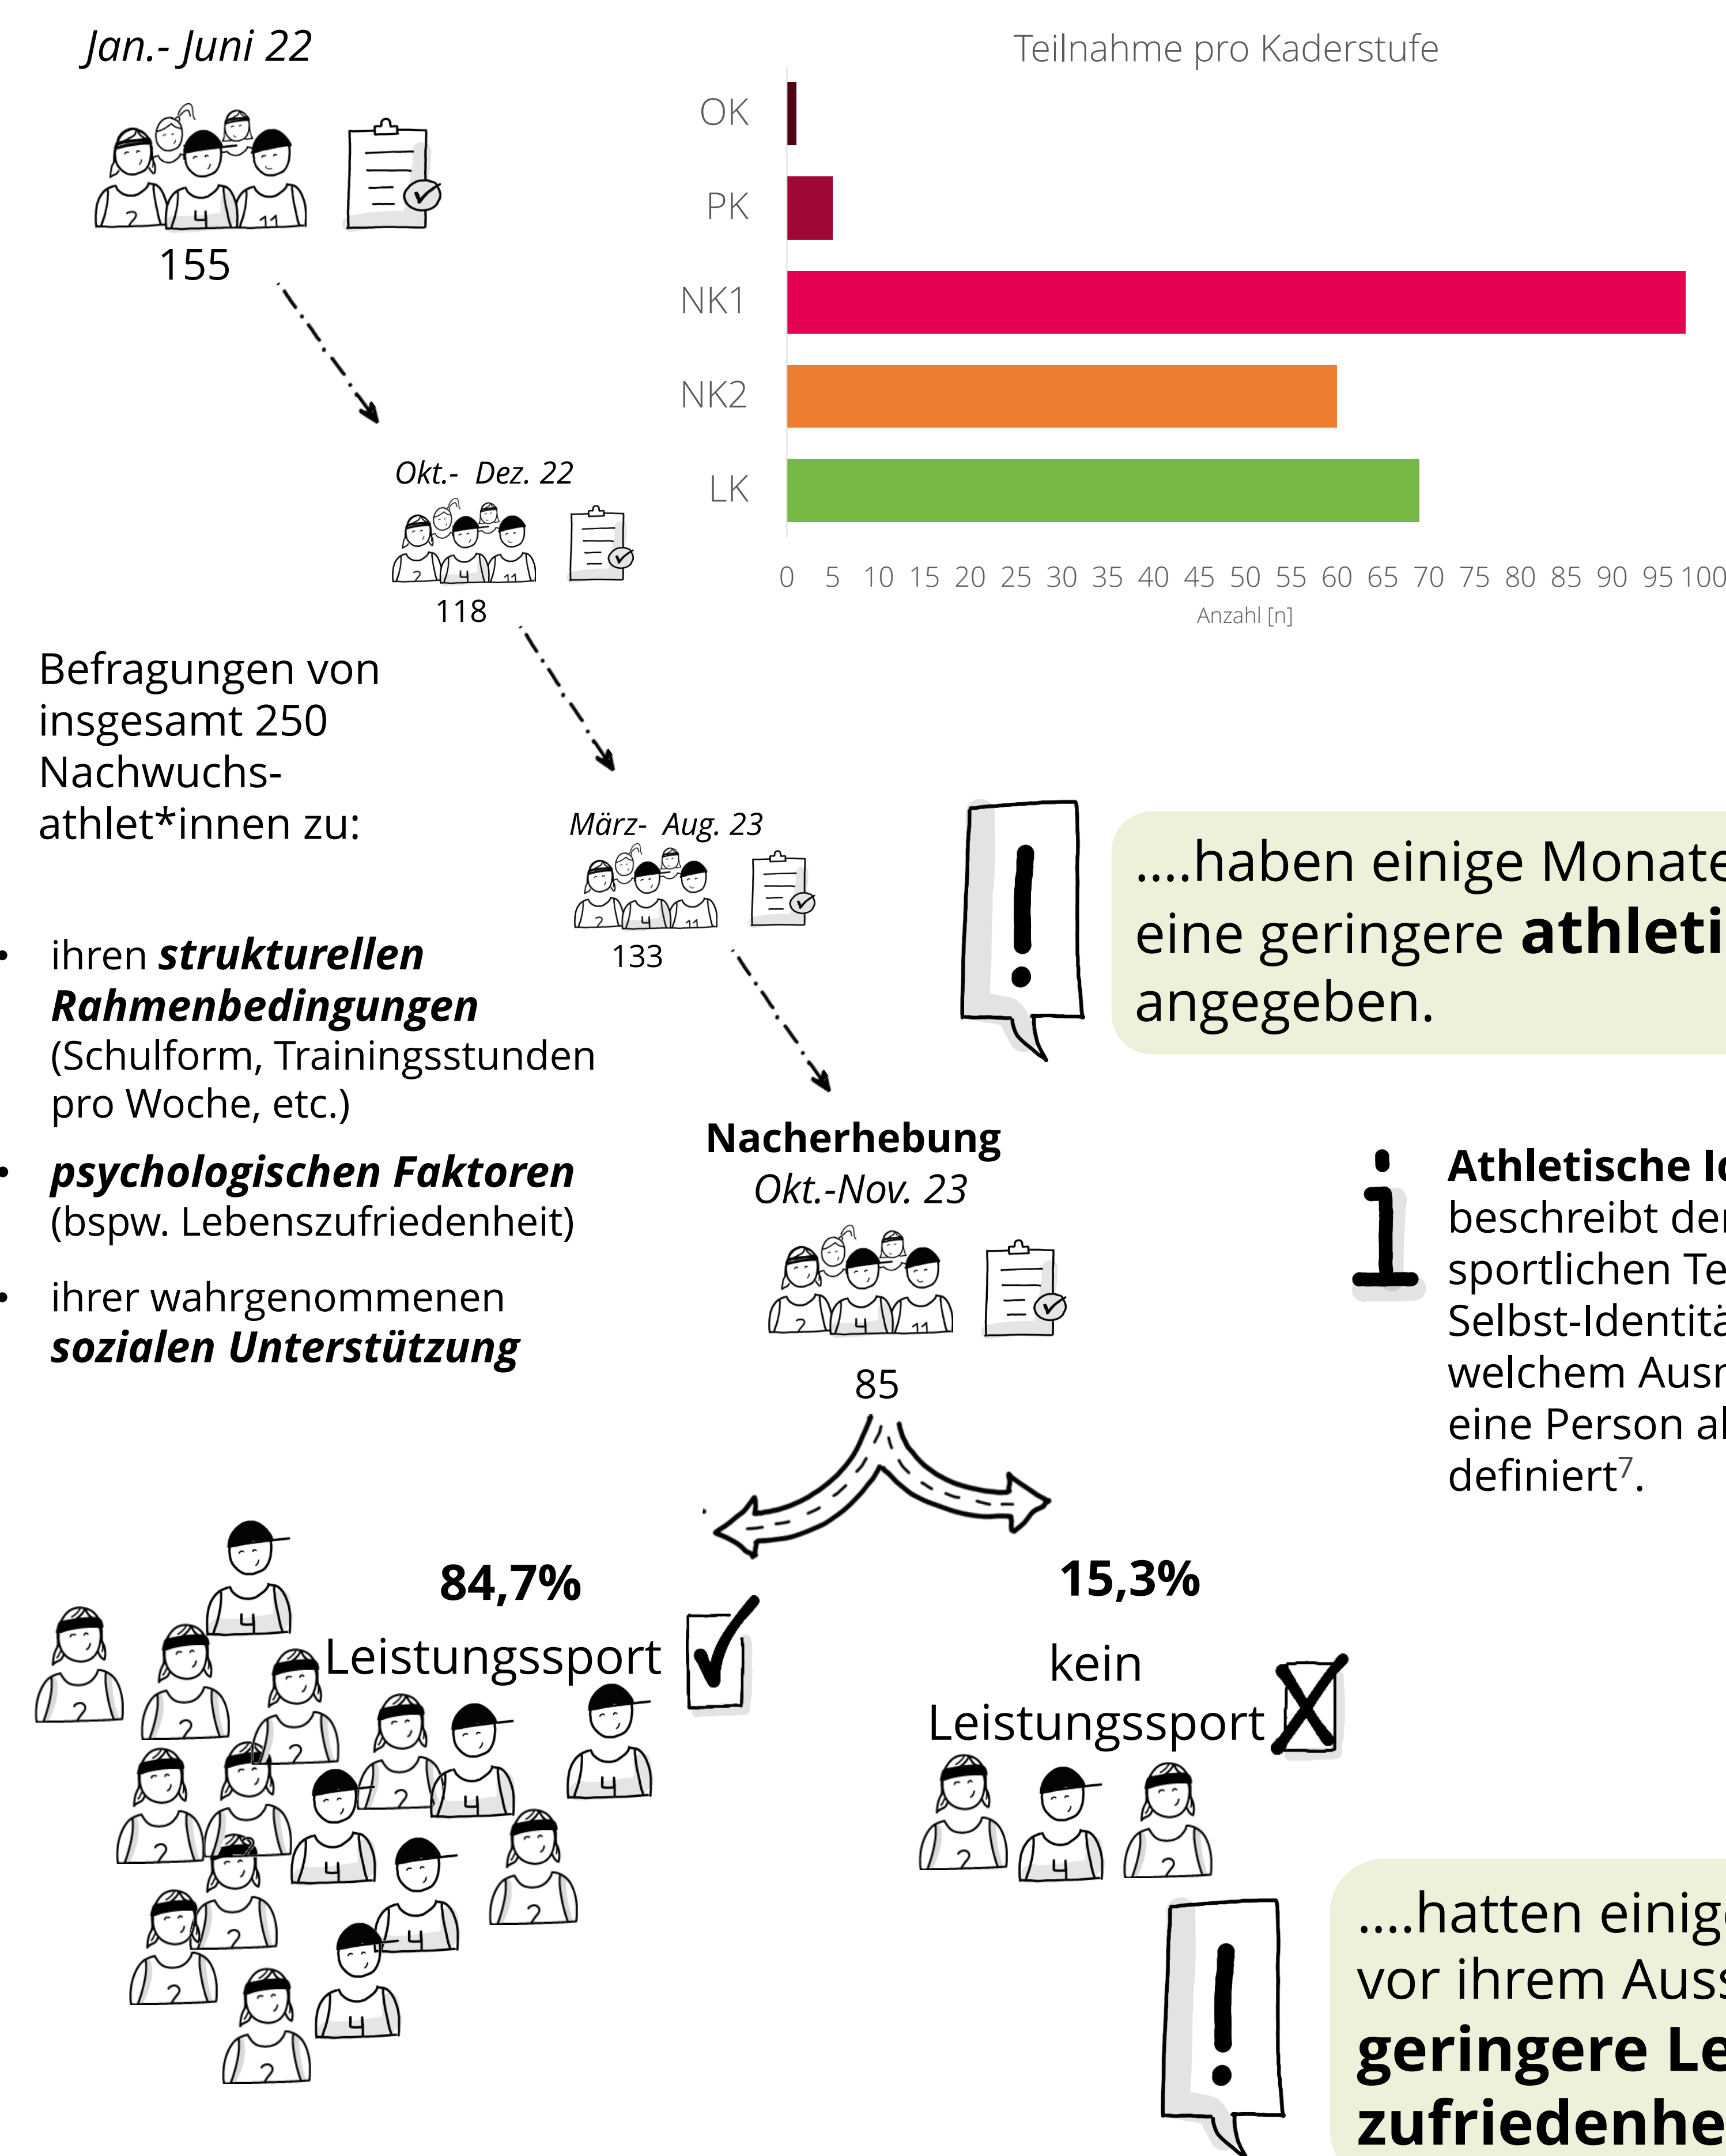 Jan.- Juni 22
155
Teilnahme pro Kaderstufe
OK
PK
NK1
NK2
LK
0 5 10 15 20 25 30 35 40 45 50 55 60 65 70 75 80 85 90 95 100
Anzahl [n]
Okt.- Dez. 22
118
Befragungen von
insgesamt 250
Nachwuchs-
athlet*innen zu:
März- Aug. 23
133
• ihren strukturellen
Rahmenbedingungen
(Schulform, Trainingsstunden
pro Woche, etc.)
• psychologischen Faktoren
(bspw. Lebenszufriedenheit)
• ihrer wahrgenommenen
sozialen Unterstützung
....haben einige Monate
eine geringere athleti
angegeben.
Nacherhebung
Okt.-Nov. 23
85
Athletische
beschreibt
sportlichen
Selbst-Identitä
welchem
eine Person
definiert⁷.
84,7%
Leistungssport
15,3%
kein
Leistungssport
....hatten einig
vor ihrem Aus
geringere Le
zufriedenhe